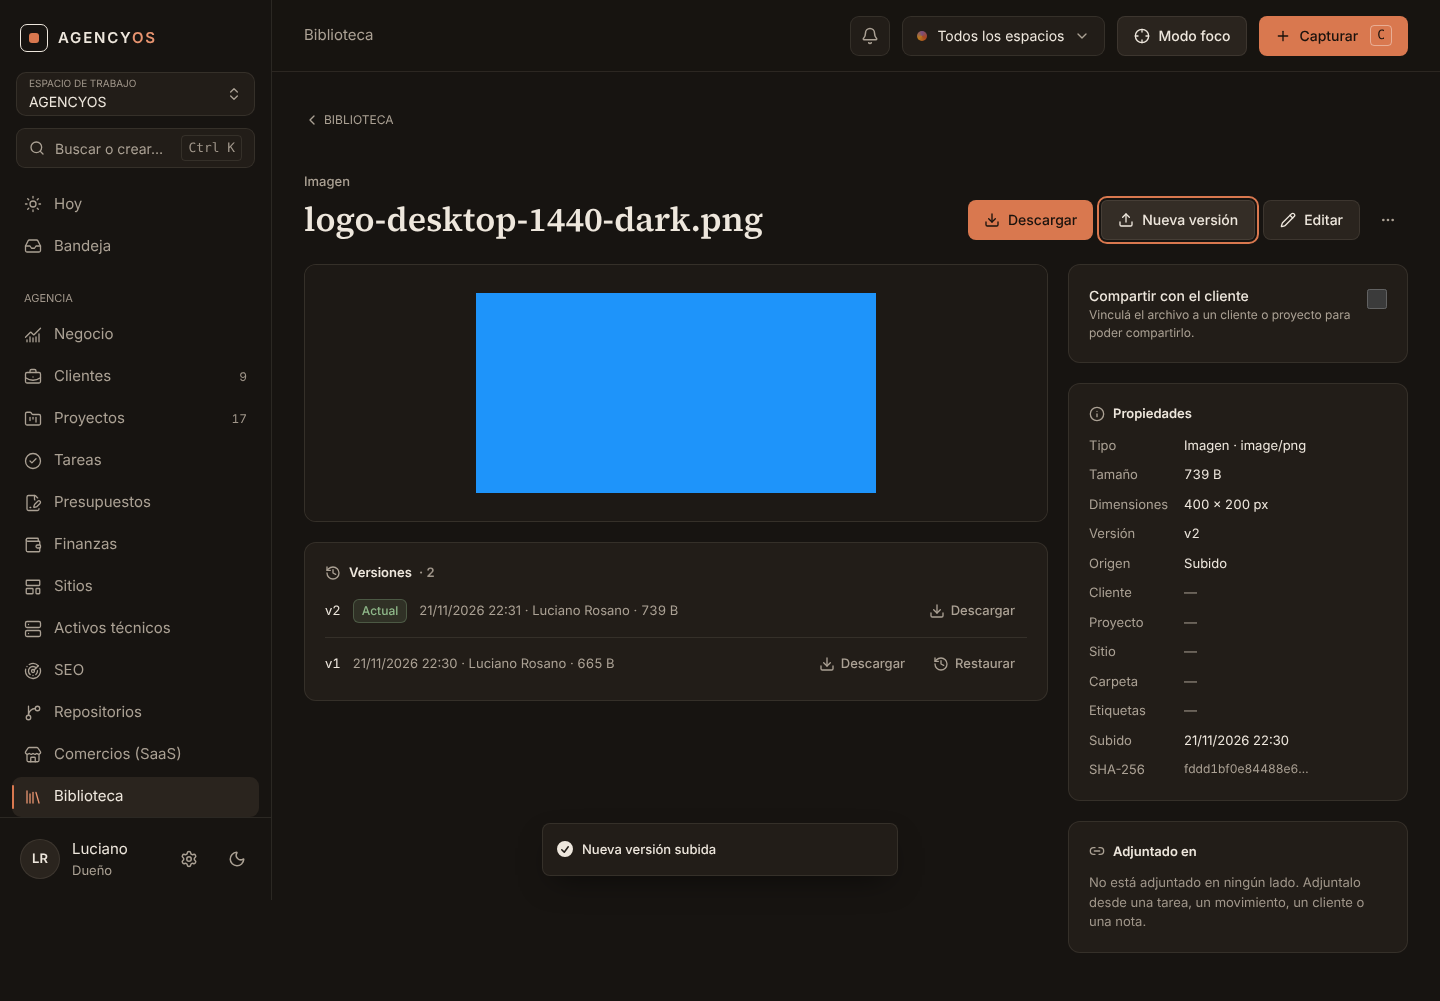 AGENCYOS
ESPACIO DE TRABAJO
AGENCYOS
Buscar o crear... Ctrl K
Hoy
Bandeja
AGENCIA
Negocio
Clientes 9
Proyectos 17
Tareas
Presupuestos
Finanzas
Sitios
Activos técnicos
SEO
Repositorios
Comercios (SaaS)
Biblioteca
LR
Luciano
Dueño
Biblioteca
Todos los espacios
Modo foco
Capturar C
BIBLIOTECA
Imagen
logo-desktop-1440-dark.png
Descargar
Nueva versión
Editar
Versiones · 2
v2 Actual 21/11/2026 22:31 · Luciano Rosano · 739 B Descargar
v1 21/11/2026 22:30 · Luciano Rosano · 665 B Descargar Restaurar
Compartir con el cliente
Vinculá el archivo a un cliente o proyecto para
poder compartirlo.
Propiedades
Tipo Imagen · image/png
Tamaño 739 B
Dimensiones 400 × 200 px
Versión v2
Origen Subido
Cliente —
Proyecto —
Sitio —
Carpeta —
Etiquetas —
Subido 21/11/2026 22:30
SHA-256 fddd1bf0e84488e6…
Adjuntado en
No está adjuntado en ningún lado. Adjuntalo
desde una tarea, un movimiento, un cliente o
una nota.
Nueva versión subida